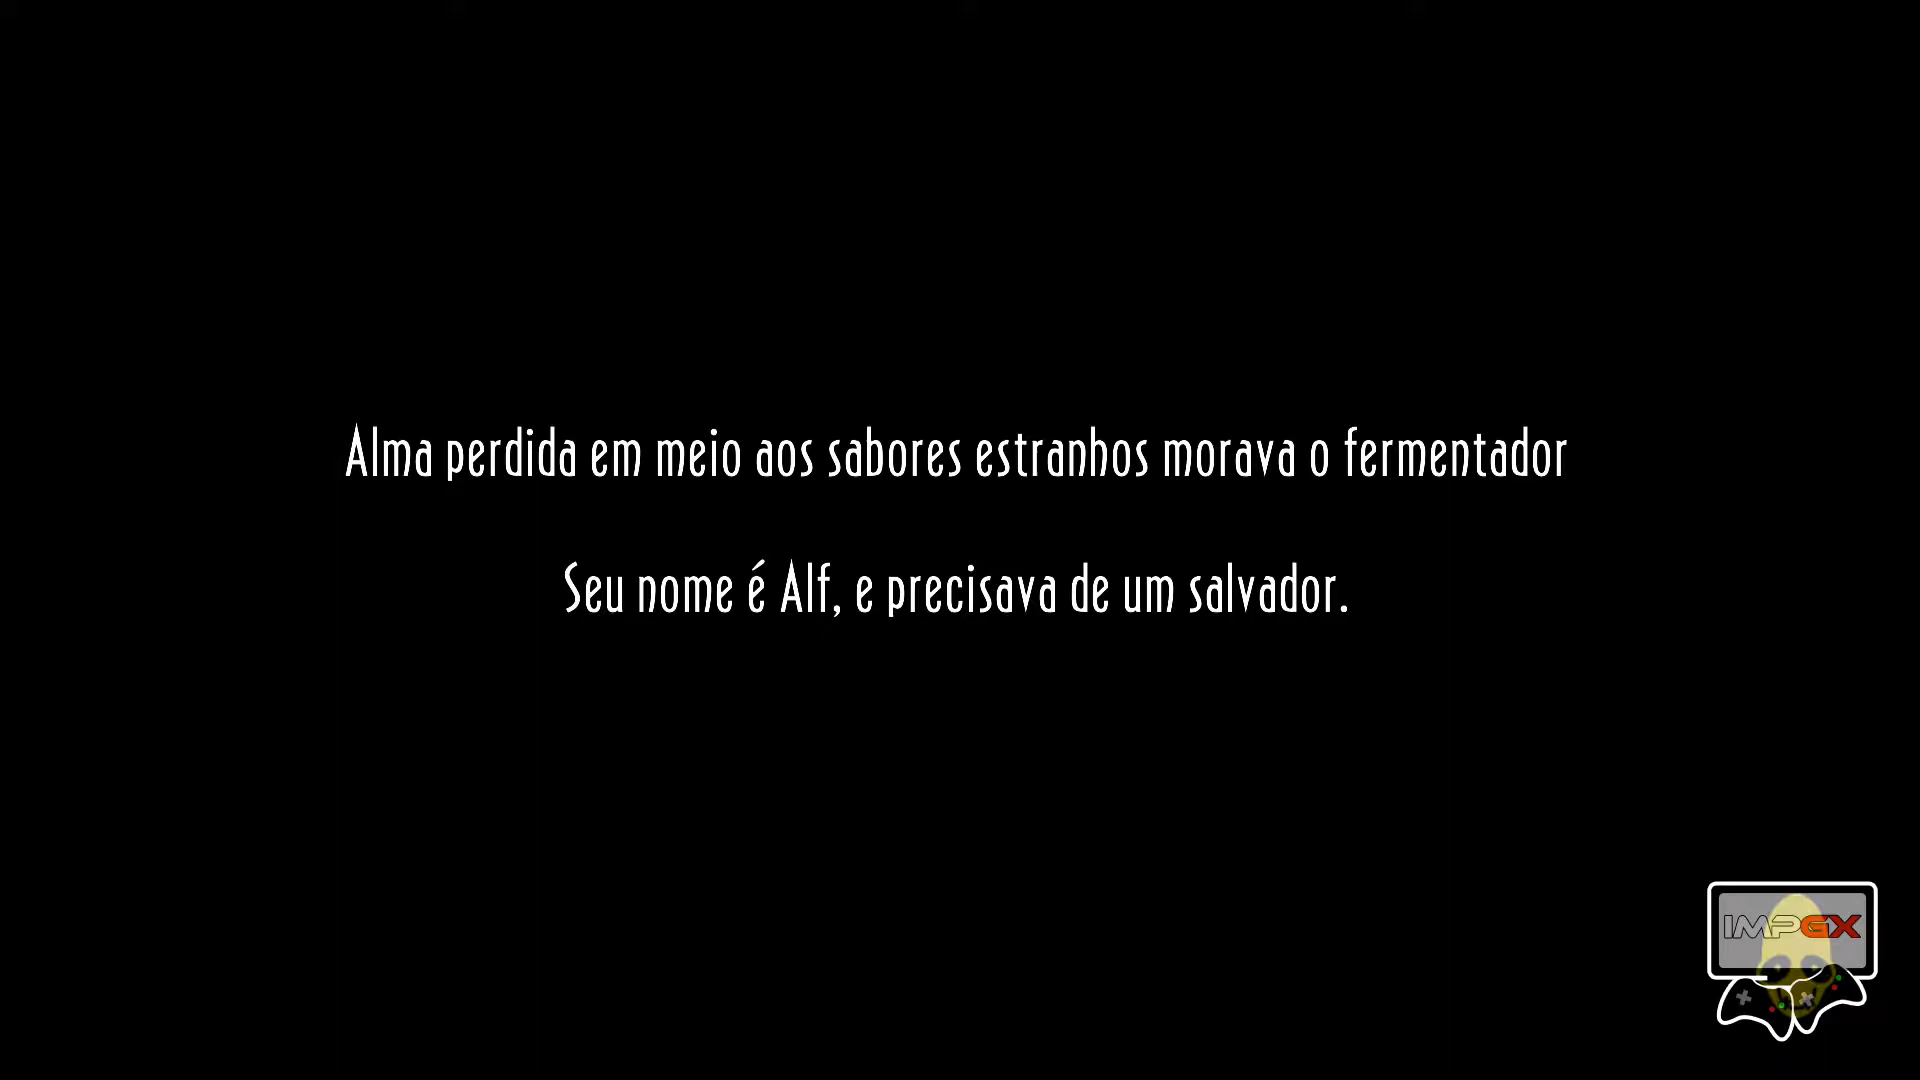 Alma perdida em meio aos sabores estranhos morava o fermentador
Seu nome é Alf, e precisava de um salvador.
IMPGX